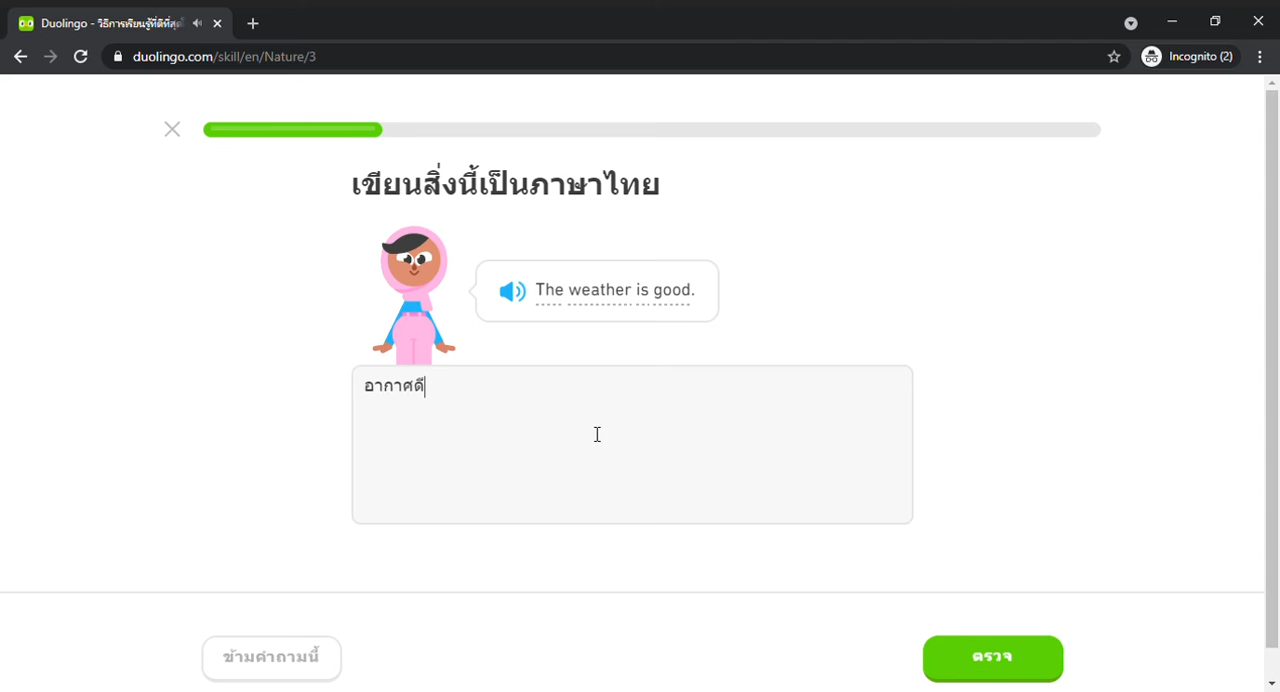 Duolingo - วิธีการเรียนรู้ที่ดีที่สุด
duolingo.com/skill/en/Nature/3
Incognito (2)
เขียนสิ่งนี้เป็นภาษาไทย
The weather is good.
อากาศดี
ข้ามคำถามนี้
ตรวจ